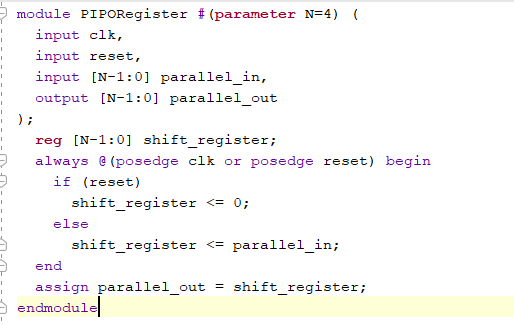 module PIPORegister #(parameter N=4) (
  input clk,
  input reset,
  input [N-1:0] parallel_in,
  output [N-1:0] parallel_out
);
  reg [N-1:0] shift_register;
  always @(posedge clk or posedge reset) begin
    if (reset)
      shift_register <= 0;
    else
      shift_register <= parallel_in;
  end
  assign parallel_out = shift_register;
endmodule